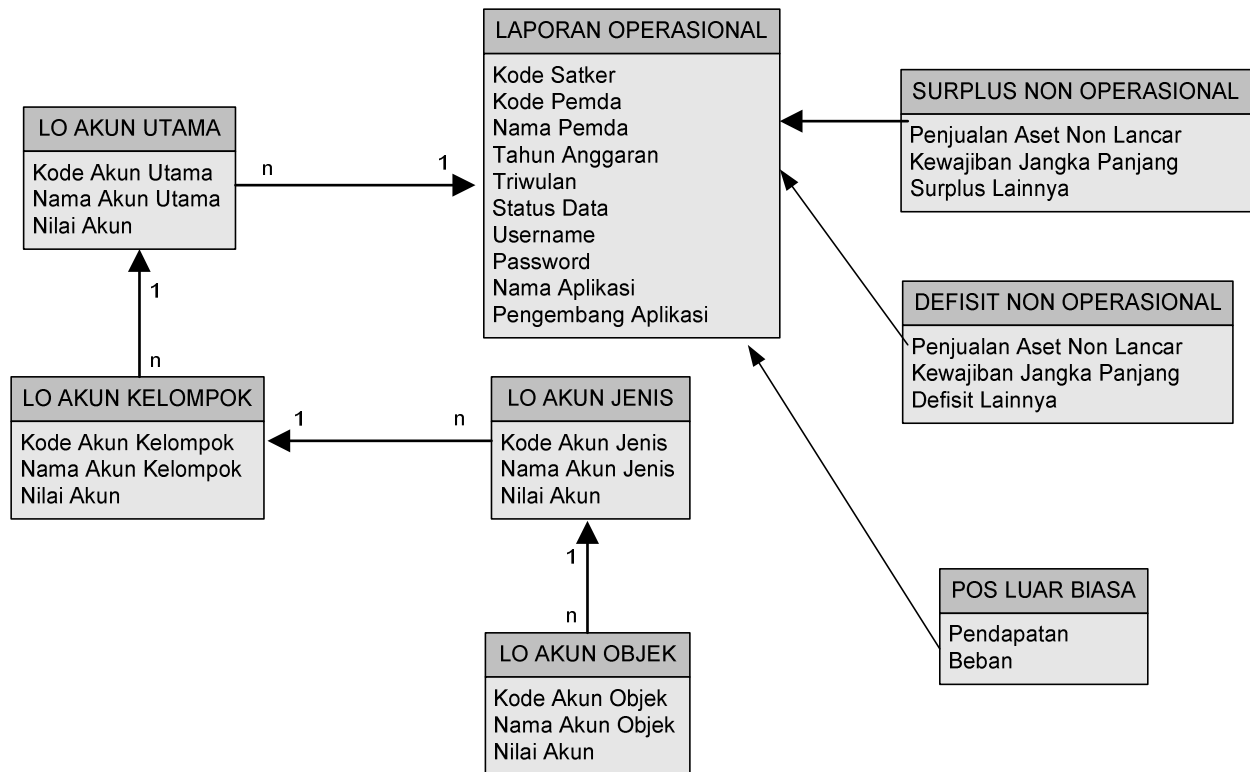 LAPORAN OPERASIONAL
Kode Satker
Kode Pemda
Nama Pemda
Tahun Anggaran
Triwulan
Status Data
Username
Password
Nama Aplikasi
Pengembang Aplikasi
SURPLUS NON OPERASIONAL
Penjualan Aset Non Lancar
Kewajiban Jangka Panjang
Surplus Lainnya
LO AKUN UTAMA
Kode Akun Utama
Nama Akun Utama
Nilai Akun
n
1
1
n
DEFISIT NON OPERASIONAL
Penjualan Aset Non Lancar
Kewajiban Jangka Panjang
Defisit Lainnya
LO AKUN KELOMPOK
Kode Akun Kelompok
Nama Akun Kelompok
Nilai Akun
1
n
LO AKUN JENIS
Kode Akun Jenis
Nama Akun Jenis
Nilai Akun
1
n
POS LUAR BIASA
Pendapatan
Beban
LO AKUN OBJEK
Kode Akun Objek
Nama Akun Objek
Nilai Akun